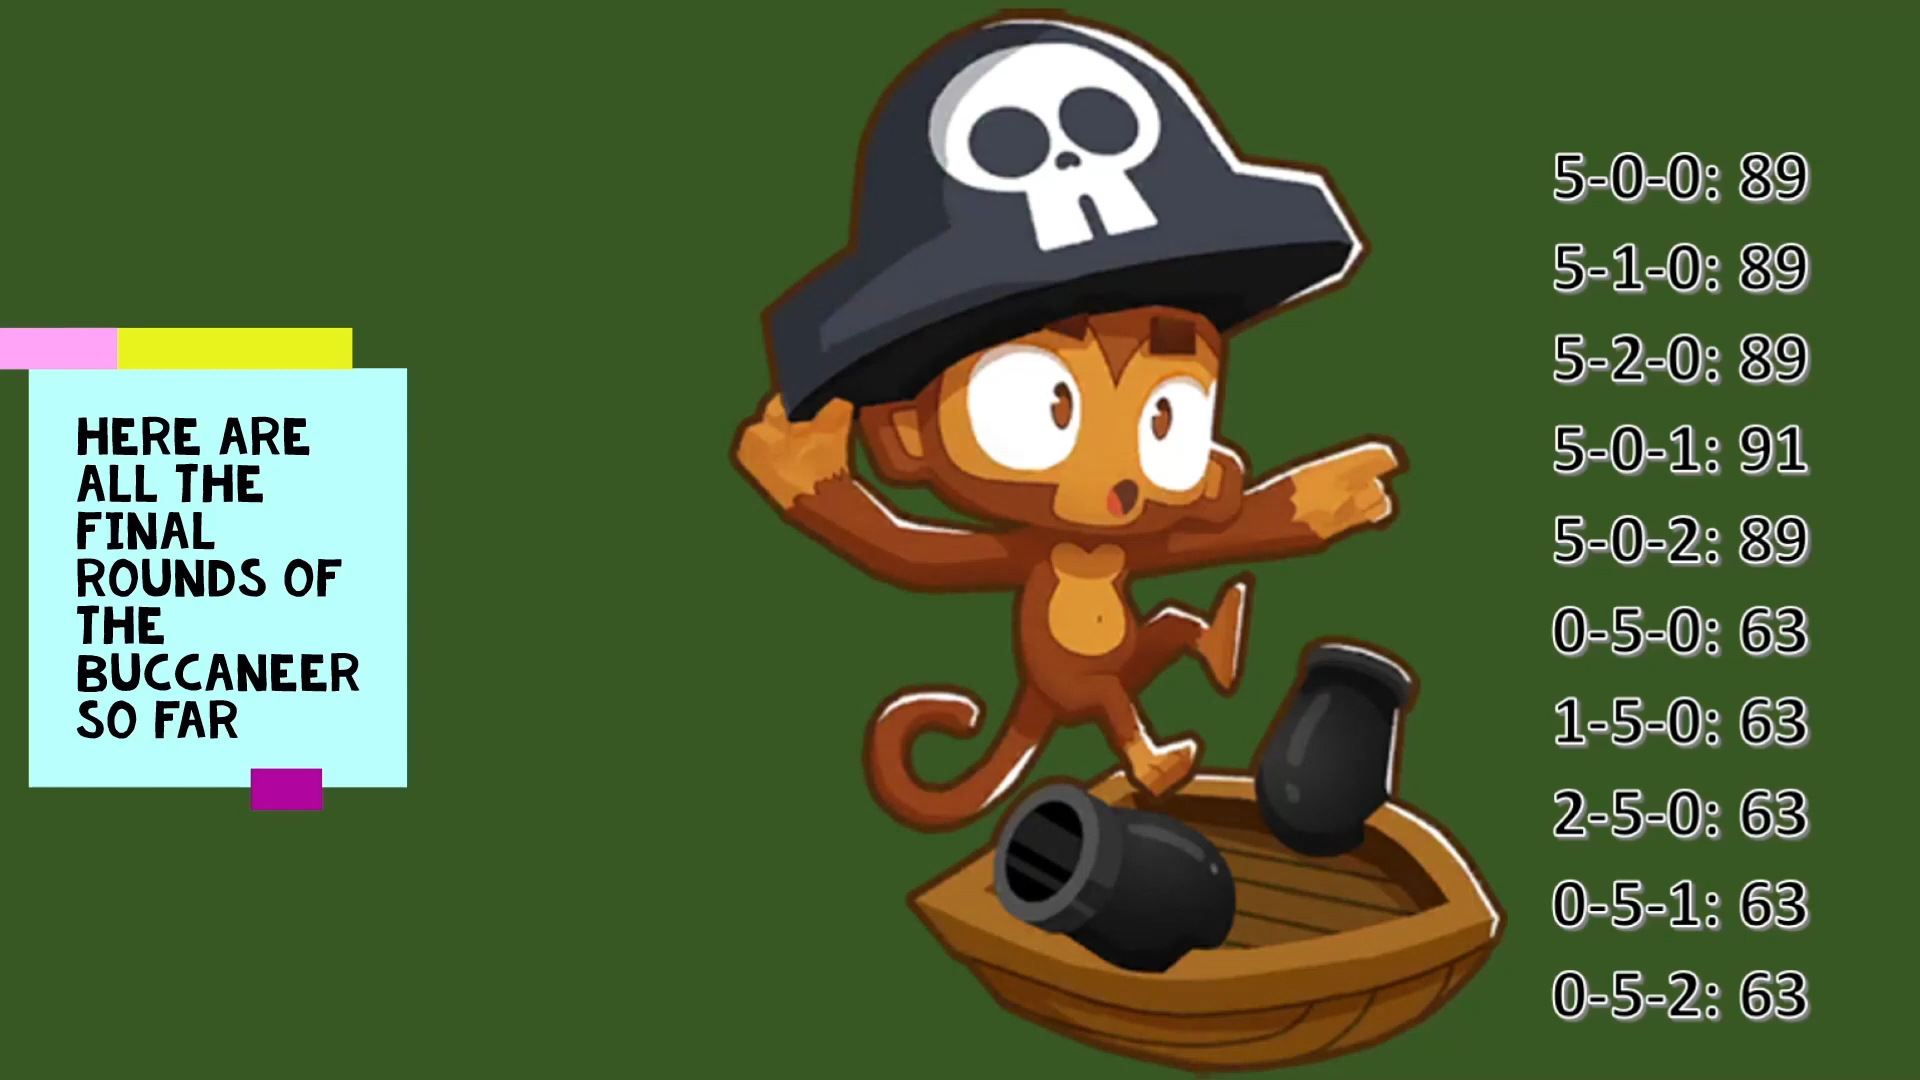 HERE ARE
ALL THE
FINAL
ROUNDS OF
THE
BUCCANEER
SO FAR
5-0-0: 89
5-1-0: 89
5-2-0: 89
5-0-1: 91
5-0-2: 89
0-5-0: 63
1-5-0: 63
2-5-0: 63
0-5-1: 63
0-5-2: 63